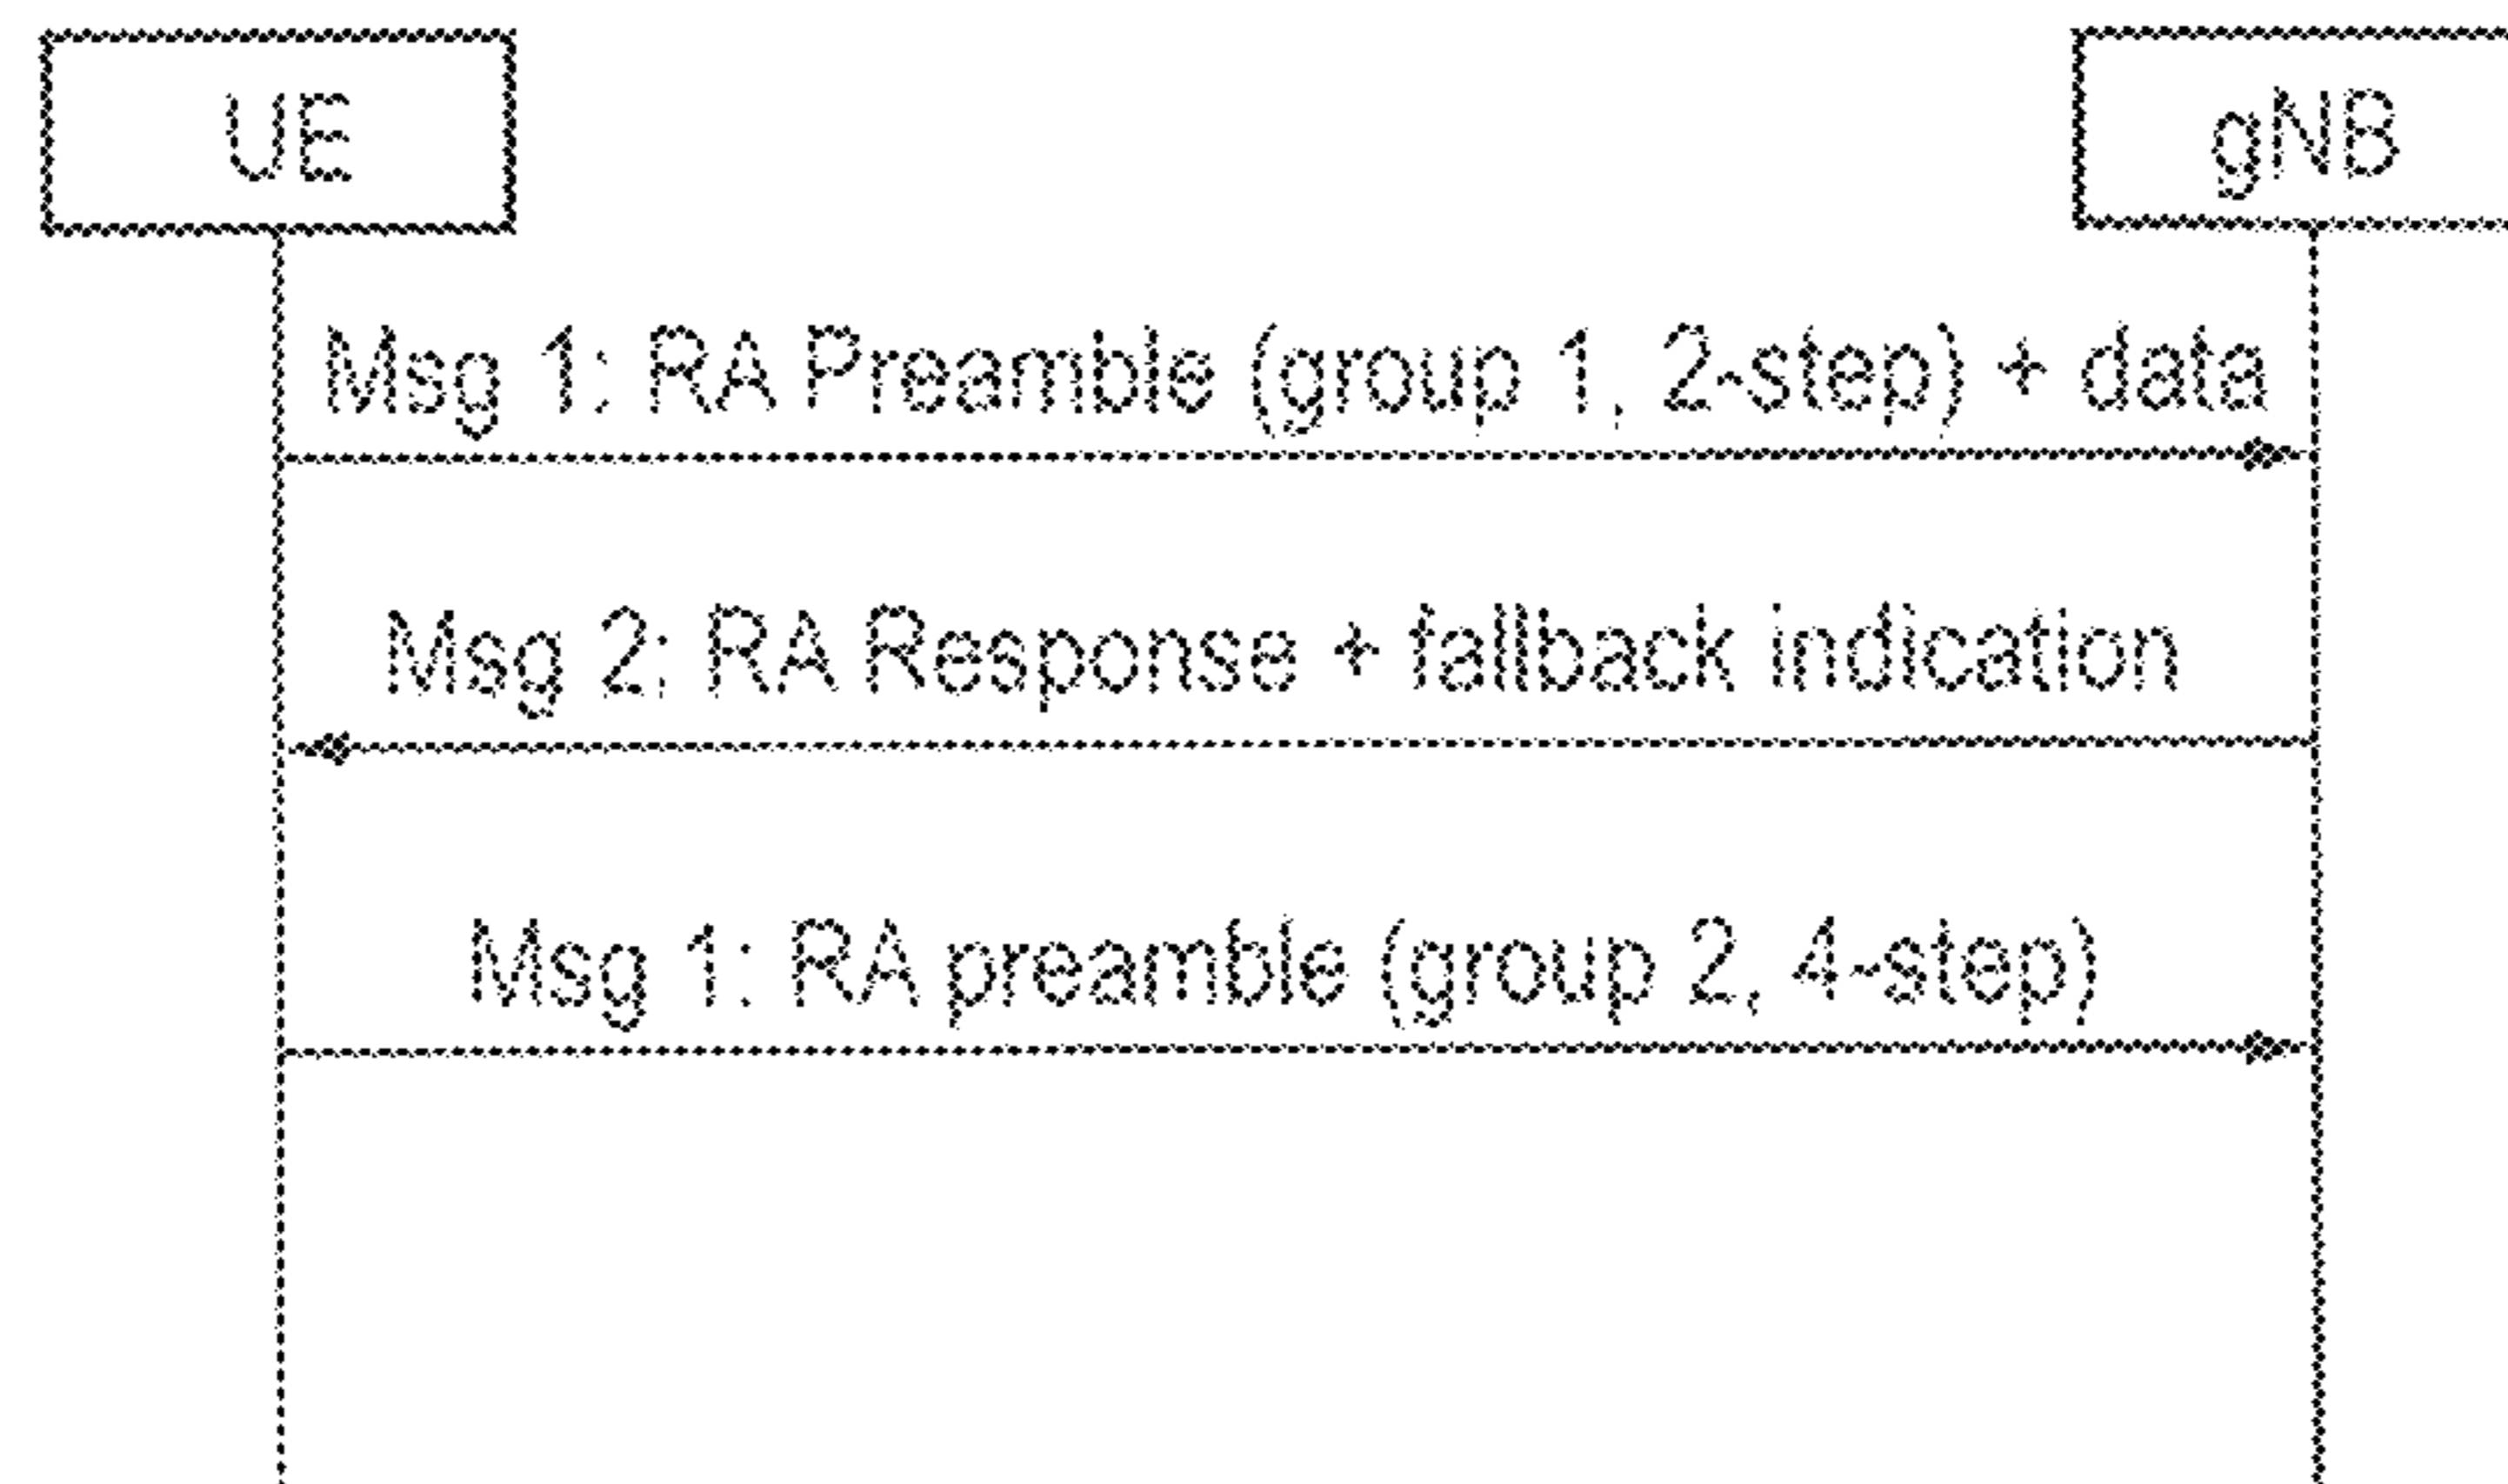 UE
gNB
Msg 1: RA Preamble (group 1, 2-step) + data
Msg 2: RA Response + fallback indication
Msg 1: RA preamble (group 2, 4-step)